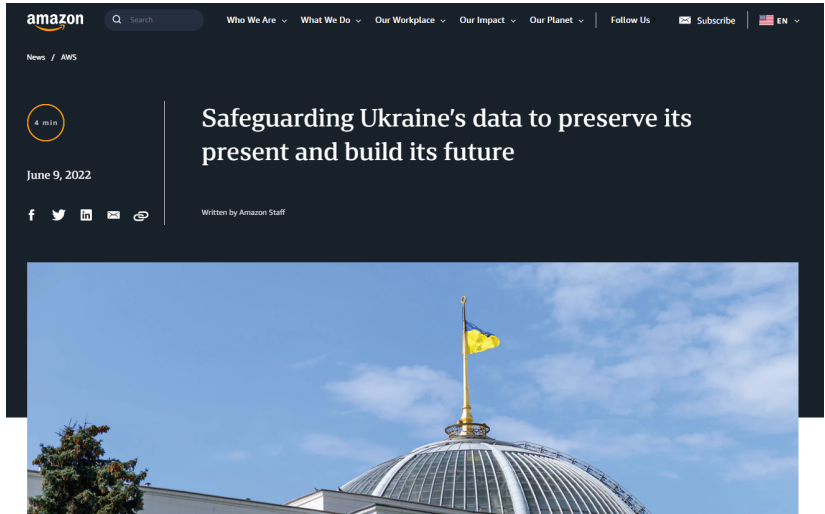 amazon
Search
Who We Are
What We Do
Our Workplace
Our Impact
Our Planet
Follow Us
Subscribe
EN
News / AWS
4 min
June 9, 2022
Safeguarding Ukraine's data to preserve its
present and build its future
Written by Amazon Staff